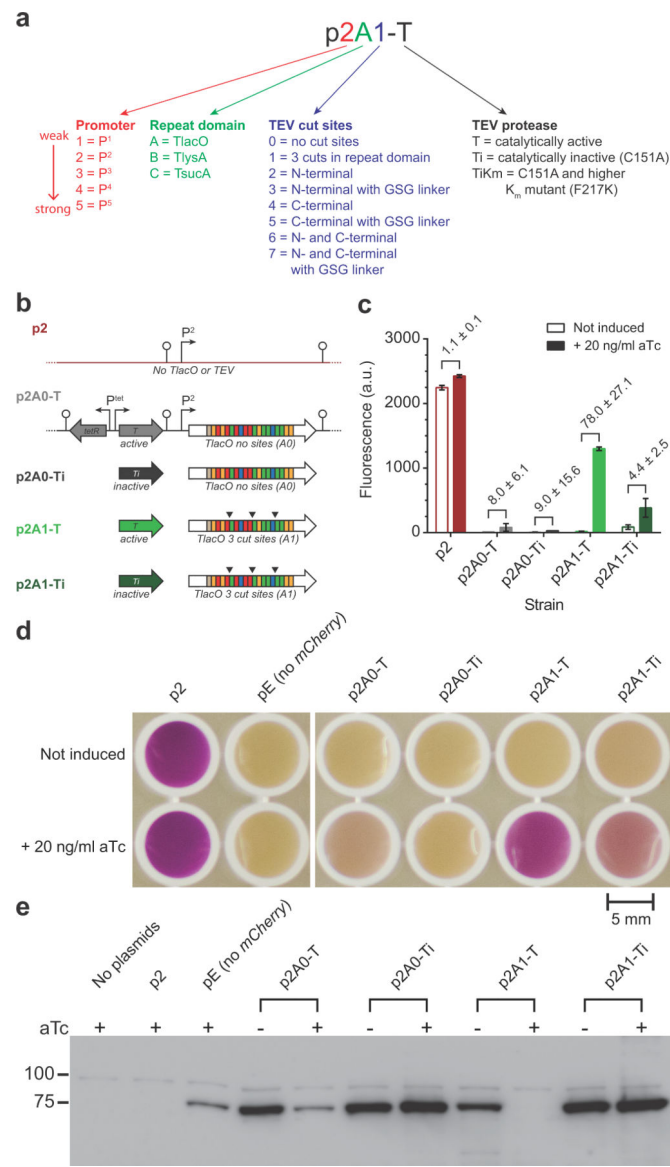 a
p2A1-T
weak
strong
Promoter
1 = P¹
2 = P²
3 = P³
4 = P⁴
5 = P⁵
Repeat domain
A = TlacO
B = TlysA
C = TsucA
TEV cut sites
0 = no cut sites
1 = 3 cuts in repeat domain
2 = N-terminal
3 = N-terminal with GSG linker
4 = C-terminal
5 = C-terminal with GSG linker
6 = N- and C-terminal
7 = N- and C-terminal
with GSG linker
TEV protease
T = catalytically active
Ti = catalytically inactive (C151A)
TiKm = C151A and higher
Kₘ mutant (F217K)
b
p2
P²
No TlacO or TEV
p2A0-T
Pᵗᵉᵗ
P²
tetR
T
active
TlacO no sites (A0)
p2A0-Ti
Ti
inactive
TlacO no sites (A0)
p2A1-T
T
active
TlacO 3 cut sites (A1)
p2A1-Ti
Ti
inactive
TlacO 3 cut sites (A1)
c
Not induced
+ 20 ng/ml aTc
Fluorescence (a.u.)
3000
2250
1500
750
0
1.1 ± 0.1
8.0 ± 6.1
9.0 ± 15.6
78.0 ± 27.1
4.4 ± 2.5
p2
p2A0-T
p2A0-Ti
p2A1-T
p2A1-Ti
Strain
d
p2
pE (no mCherry)
p2A0-T
p2A0-Ti
p2A1-T
p2A1-Ti
Not induced
+ 20 ng/ml aTc
5 mm
e
No plasmids
p2
pE (no mCherry)
p2A0-T
p2A0-Ti
p2A1-T
p2A1-Ti
aTc + + + - + - + - + - +
100
75